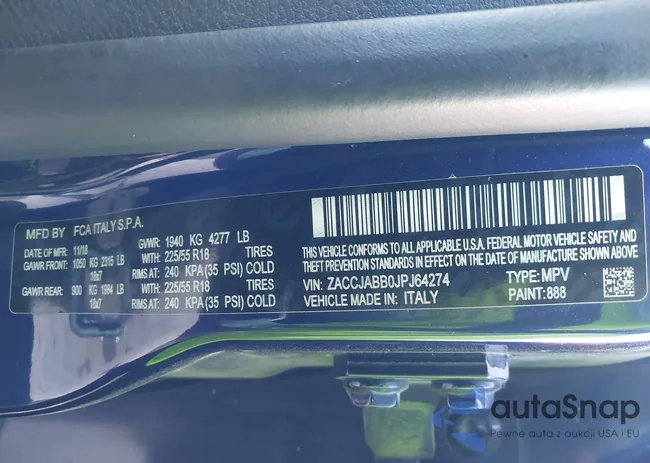 MFD BY FCA ITALY S.P.A.
DATE OF MFR: 11/18 GVWR: 1940 KG 4277 LB
GAWR FRONT: 1050 KG 2315 LB WITH: 225/55 R18 TIRES
18x7 RIMS AT: 240 KPA(35 PSI) COLD
GAWR REAR: 900 KG 1984 LB WITH: 225/55 R18 TIRES
18x7 RIMS AT: 240 KPA(35 PSI) COLD
THIS VEHICLE CONFORMS TO ALL APPLICABLE U.S.A. FEDERAL MOTOR VEHICLE SAFETY
BUMPER AND THEFT PREVENTION STANDARDS IN EFFECT ON THE DATE OF MANUFACTURE SHOWN ABOVE
VIN: ZACCJABB0JPJ64274 TYPE: MPV
VEHICLE MADE IN: ITALY PAINT:888
autoSnap
Pewne auta z aukcji USA i EU